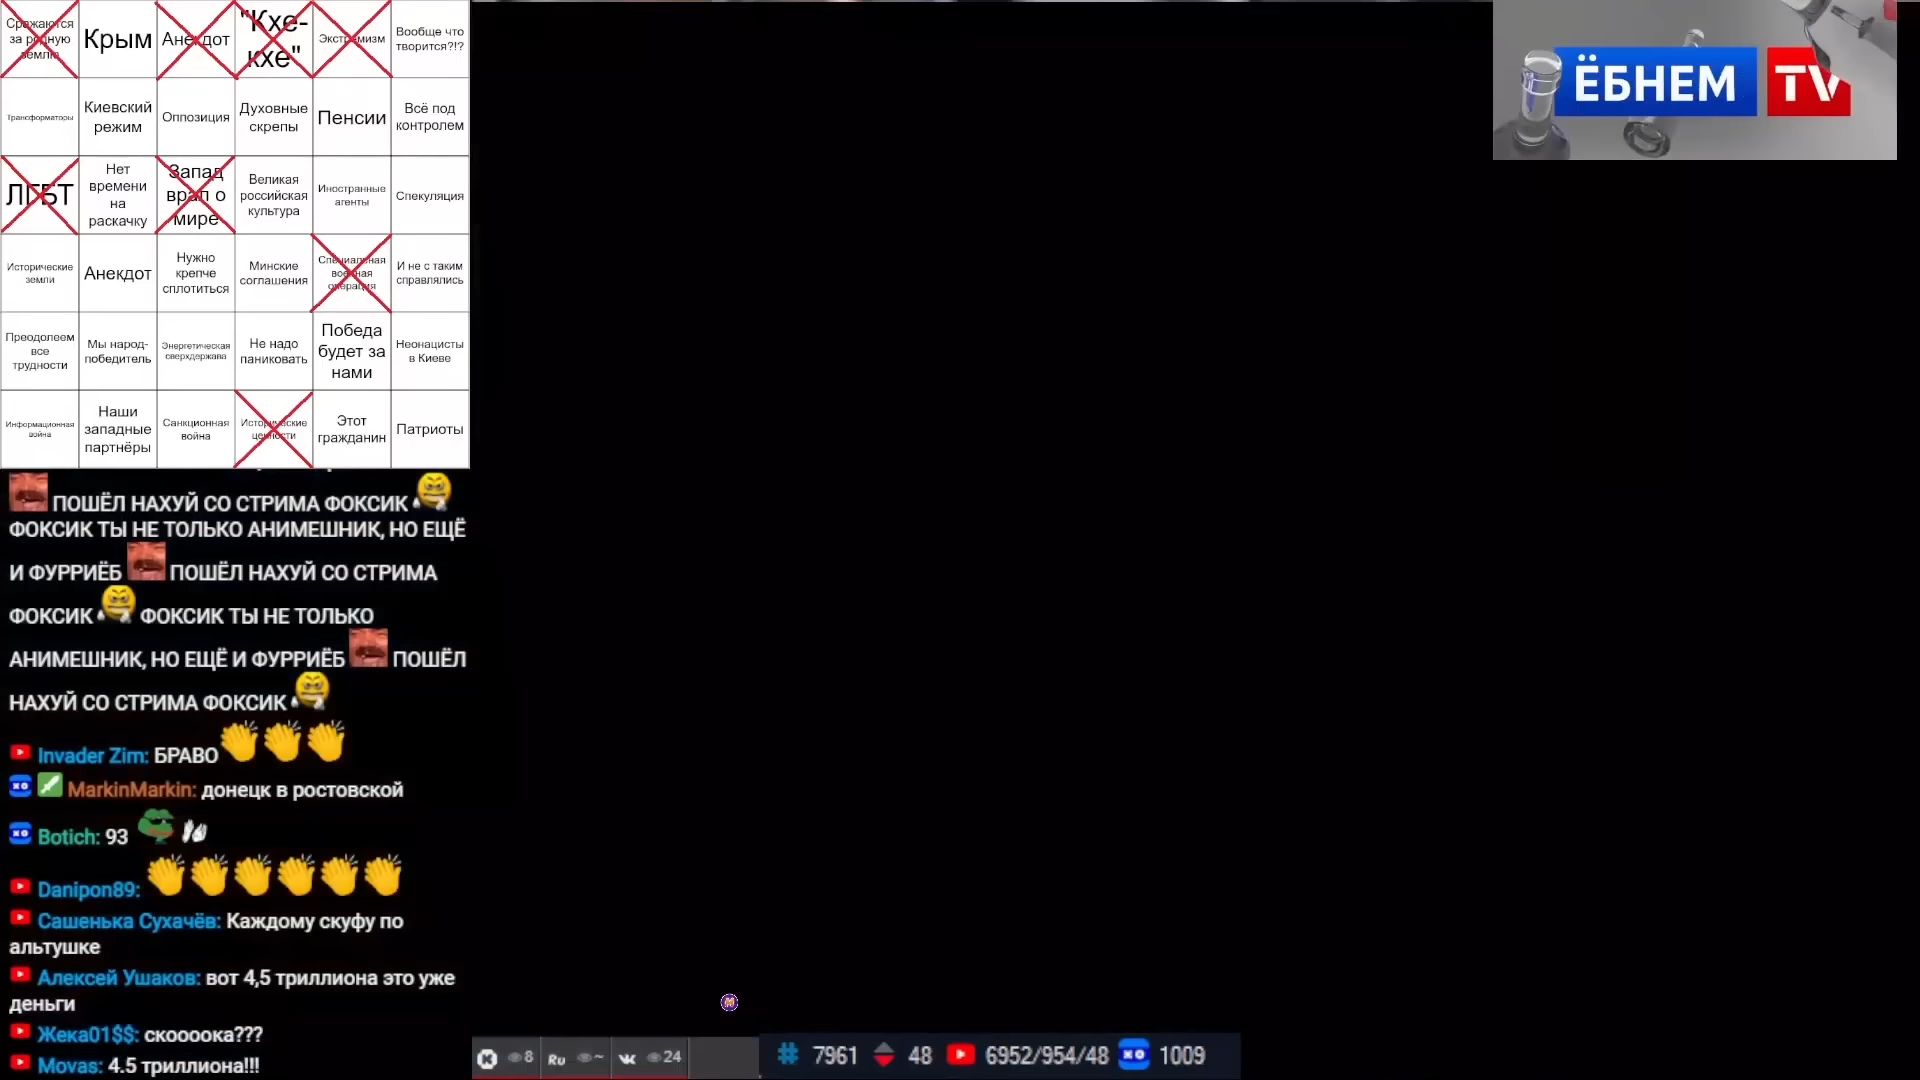 Сражаются
за родную
землю
Крым
Анекдот
"Кхе-
кхе"
Экстремизм
Вообще что
творится?!?
Трансформаторы
Киевский
режим
Оппозиция
Духовные
скрепы
Пенсии
Всё под
контролем
ЛГБТ
Нет
времени
на
раскачку
Запад
врал о
мире
Великая
российская
культура
Иностранные
агенты
Спекуляция
Исторические
земли
Анекдот
Нужно
крепче
сплотиться
Минские
соглашения
Специальная
военная
операция
И не с таким
справлялись
Преодолеем
все
трудности
Мы народ-
победитель
Энергетическая
сверхдержава
Не надо
паниковать
Победа
будет за
нами
Неонацисты
в Киеве
Информационная
война
Наши
западные
партнёры
Санкционная
война
Исторические
ценности
Этот
гражданин
Патриоты
ЁБНЕМ TV
ПОШЁЛ НАХУЙ СО СТРИМА ФОКСИК
ФОКСИК ТЫ НЕ ТОЛЬКО АНИМЕШНИК, НО ЕЩЁ
И ФУРРИЁБ ПОШЁЛ НАХУЙ СО СТРИМА
ФОКСИК ФОКСИК ТЫ НЕ ТОЛЬКО
АНИМЕШНИК, НО ЕЩЁ И ФУРРИЁБ ПОШЁЛ
НАХУЙ СО СТРИМА ФОКСИК
Invader Zim: БРАВО
MarkinMarkin: донецк в ростовской
Botich: 93
Danipon89:
Сашенька Сухачёв: Каждому скуфу по
альтушке
Алексей Ушаков: вот 4,5 триллиона это уже
деньги
Жека01$$: скоооока???
Movas: 4.5 триллиона!!!
K 8 Ru ~ 24
# 7961 48 6952/954/48 1009